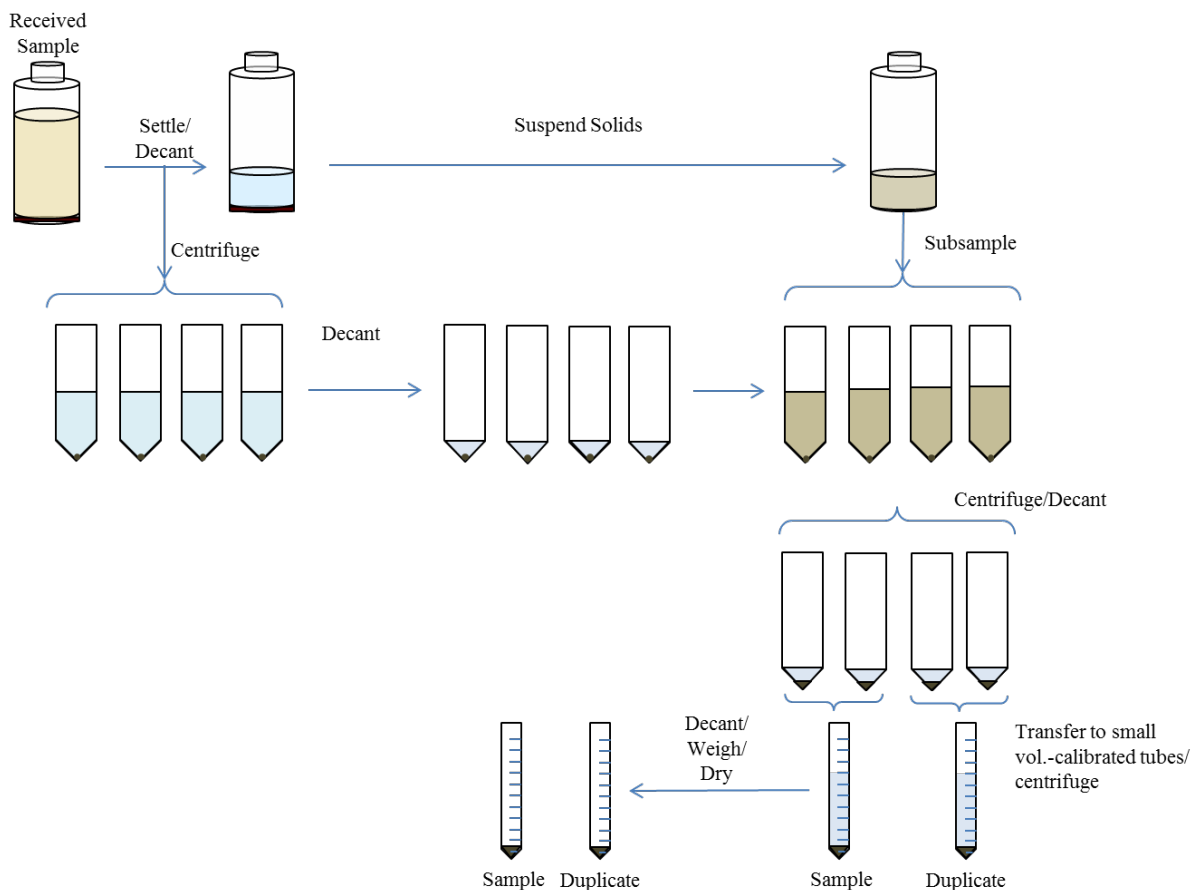 Received
Sample
Settle/
Decant
Suspend Solids
Centrifuge
Subsample
Decant
Centrifuge/Decant
Decant/
Weigh/
Dry
Transfer to small
vol.-calibrated tubes/
centrifuge
Sample
Duplicate
Sample
Duplicate